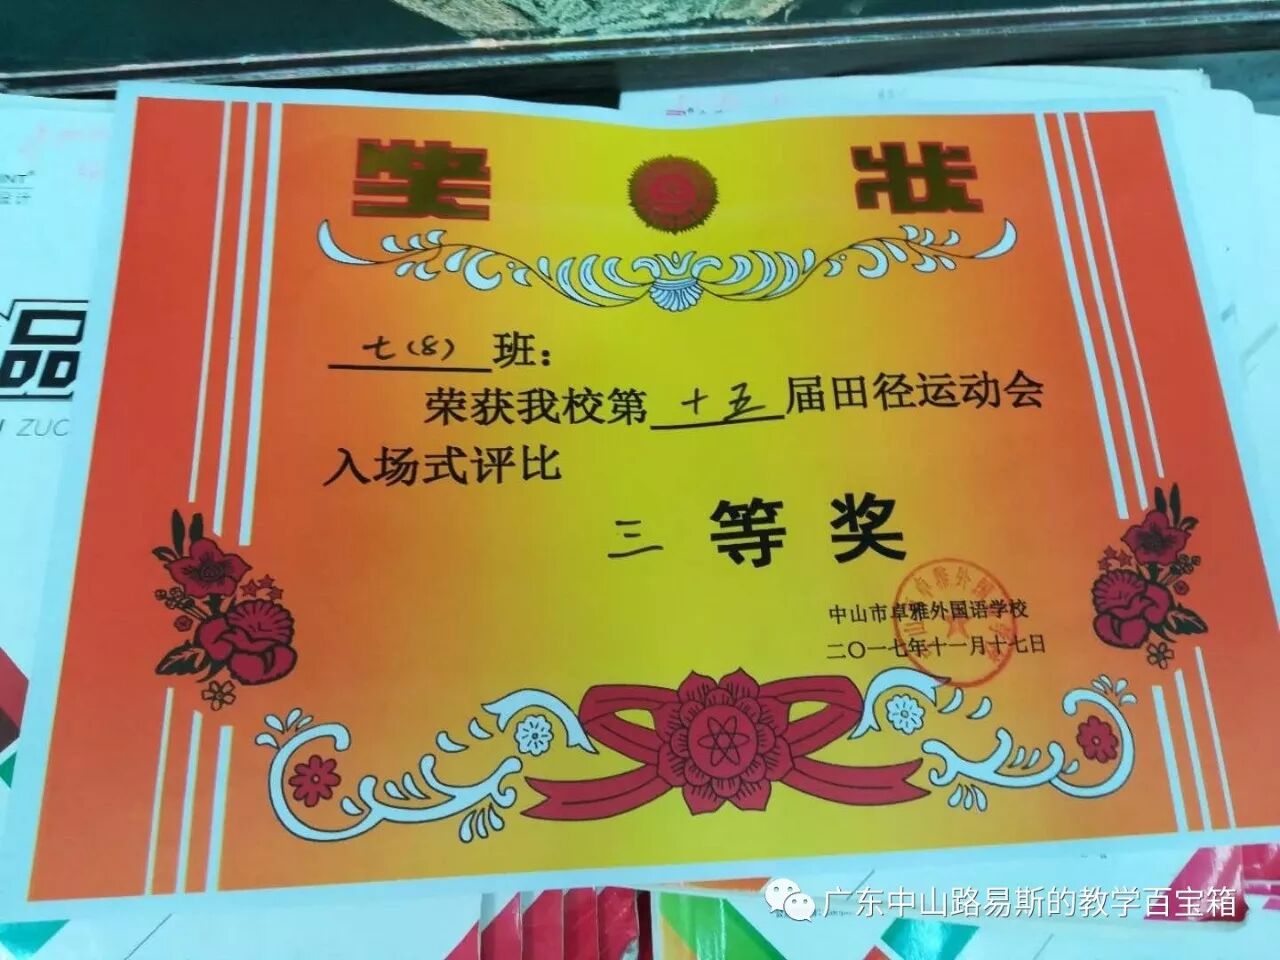 奖 状
七(8) 班：
荣获我校第 十五 届田径运动会
入场式评比
三 等 奖
中山市卓雅外国语学校
二〇一七年十一月十七日
品
ZUC
广东中山路易斯的教学百宝箱